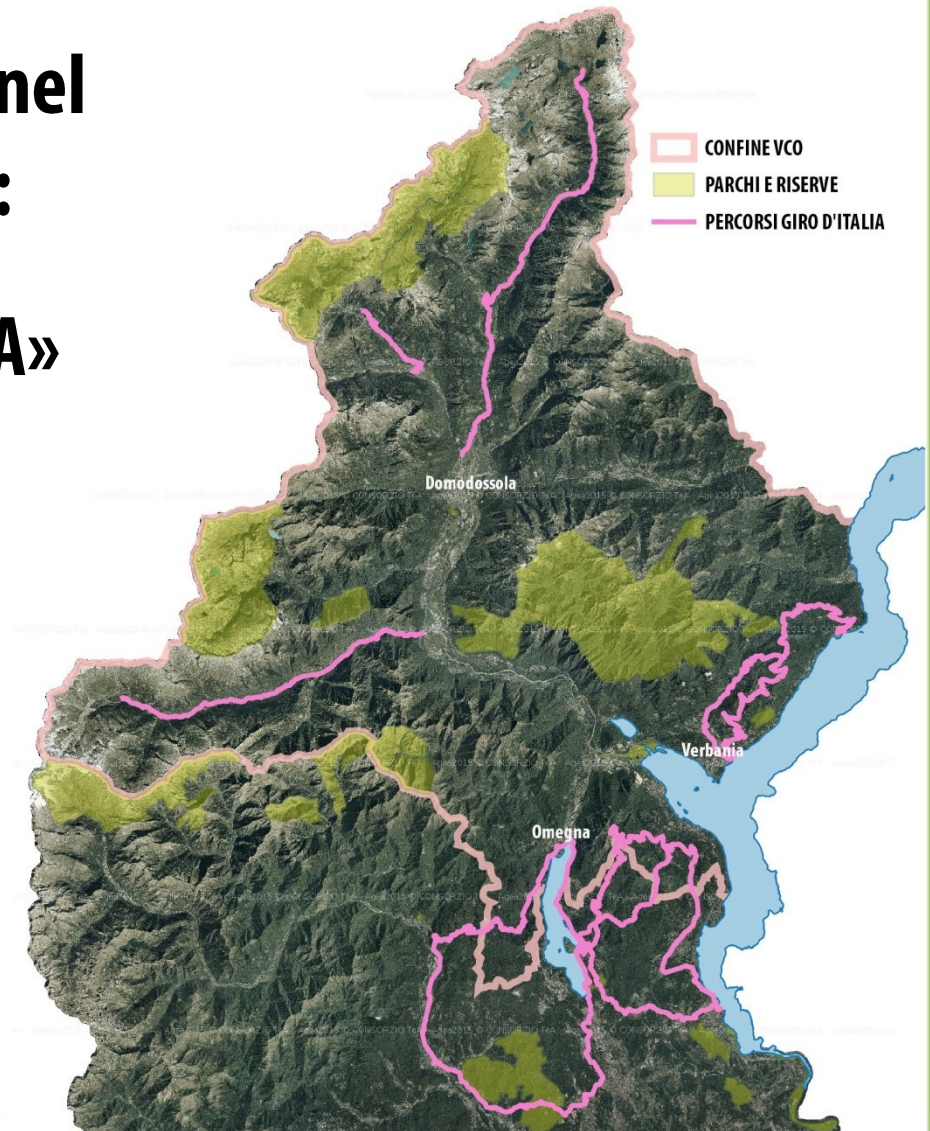 nel
:
A»
CONFINE VCO
PARCHI E RISERVE
PERCORSI GIRO D'ITALIA
Domodossola
Verbania
Omegna